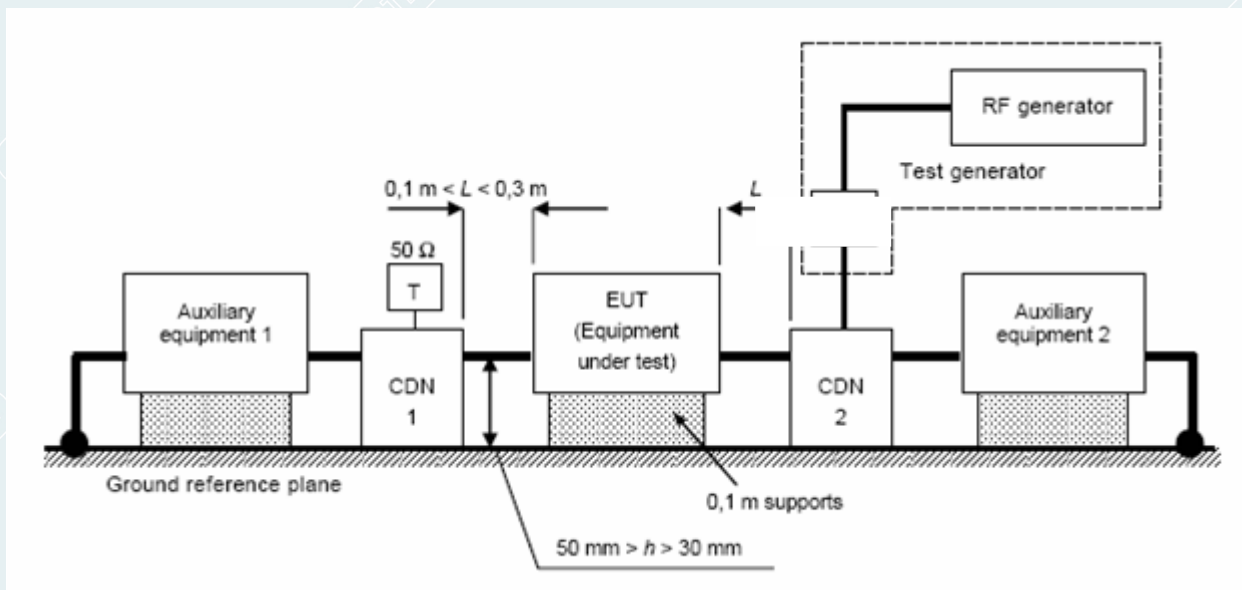 RF generator
Test generator
0,1 m < L < 0,3 m
L
50 Ω
T
Auxiliary
equipment 1
CDN
1
EUT
(Equipment
under test)
CDN
2
Auxiliary
equipment 2
Ground reference plane
0,1 m supports
50 mm > h > 30 mm